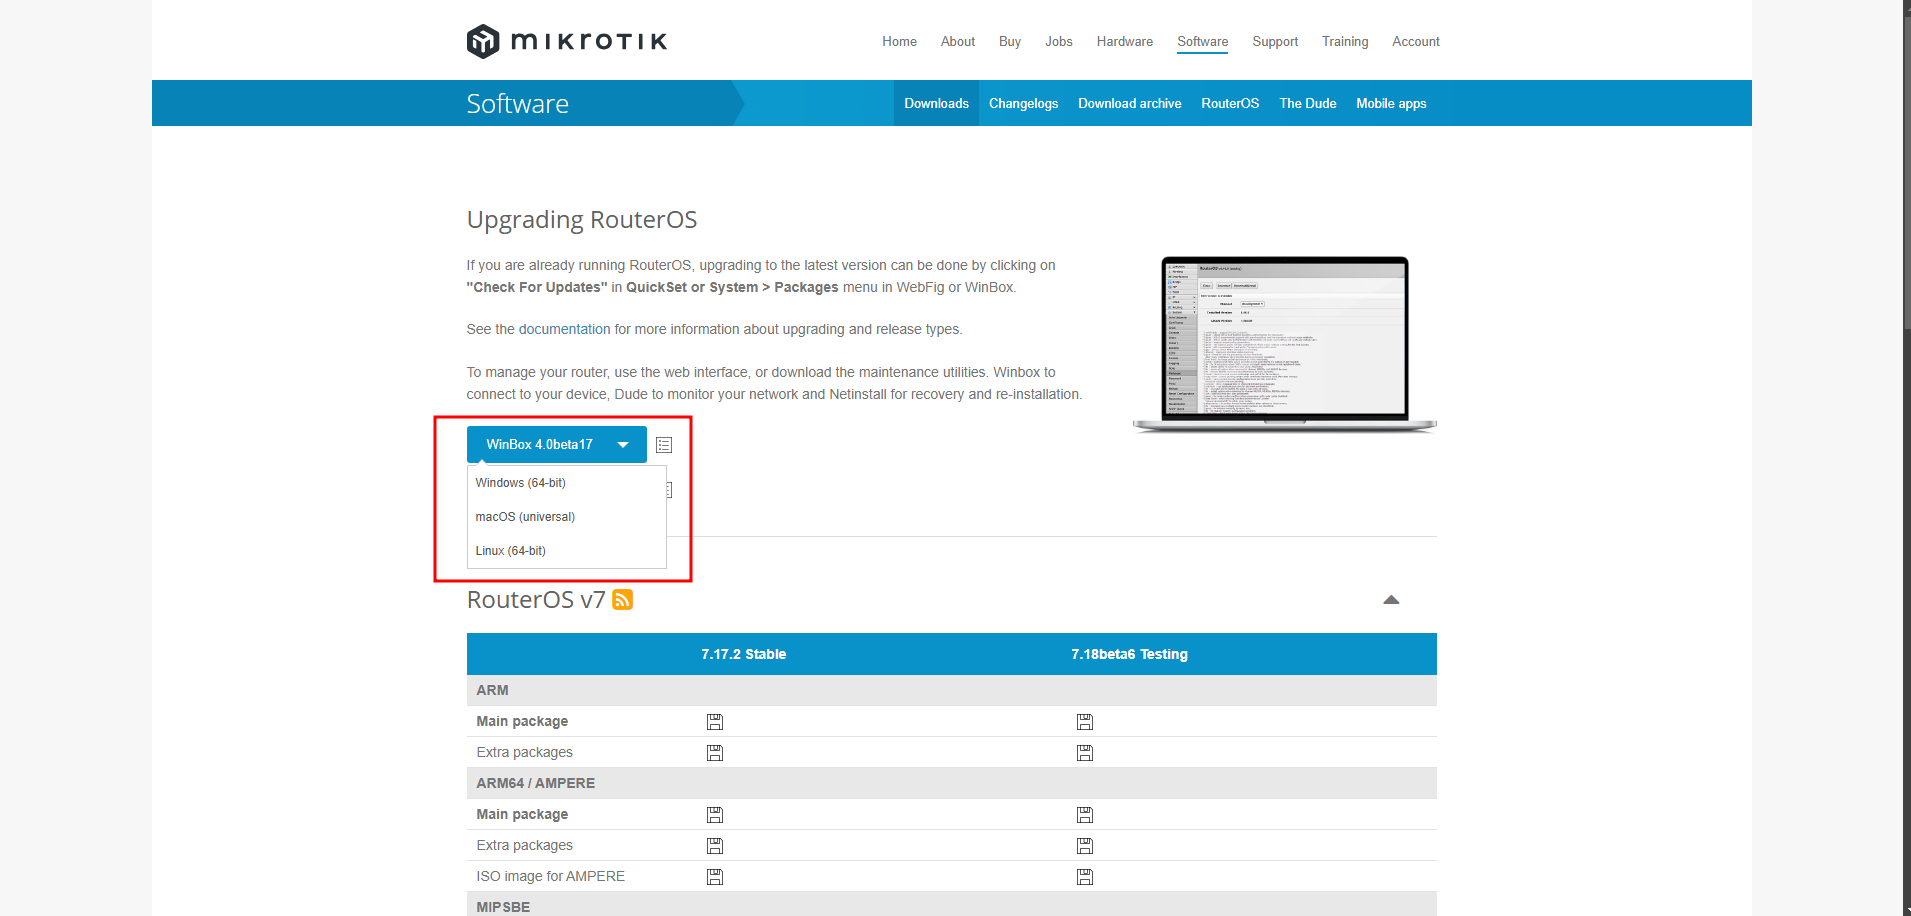 mikrotik
Home About Buy Jobs Hardware Software Support Training Account
Software
Downloads Changelogs Download archive RouterOS The Dude Mobile apps
Upgrading RouterOS
If you are already running RouterOS, upgrading to the latest version can be done by clicking on
"Check For Updates" in QuickSet or System > Packages menu in WebFig or WinBox.
See the documentation for more information about upgrading and release types.
To manage your router, use the web interface, or download the maintenance utilities. Winbox to
connect to your device, Dude to monitor your network and Netinstall for recovery and re-installation.
WinBox 4.0beta17
Windows (64-bit)
macOS (universal)
Linux (64-bit)
RouterOS v7
7.17.2 Stable 7.18beta6 Testing
ARM
Main package
Extra packages
ARM64 / AMPERE
Main package
Extra packages
ISO image for AMPERE
MIPSBE